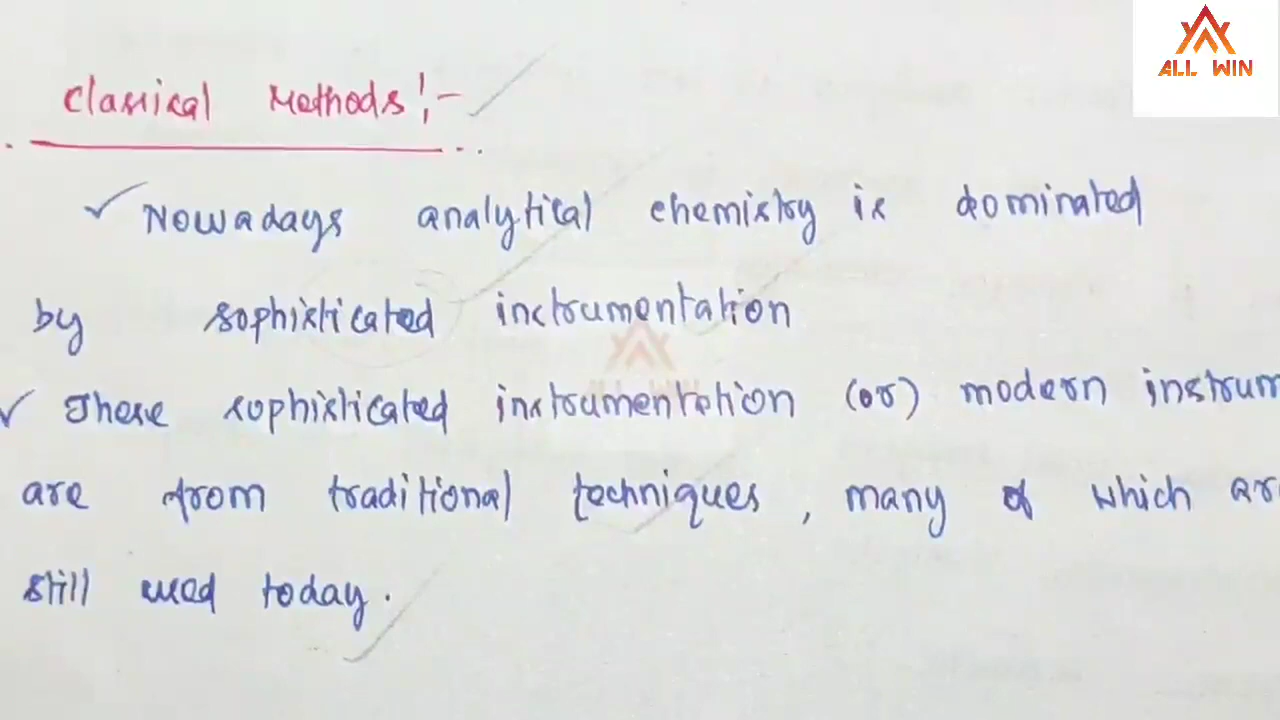 ALL WIN
Classical Methods:-
Nowadays analytical chemistry is dominated
by sophisticated instrumentation
These sophisticated instrumentation (or) modern instrum
are from traditional techniques, many of which ar
still used today.